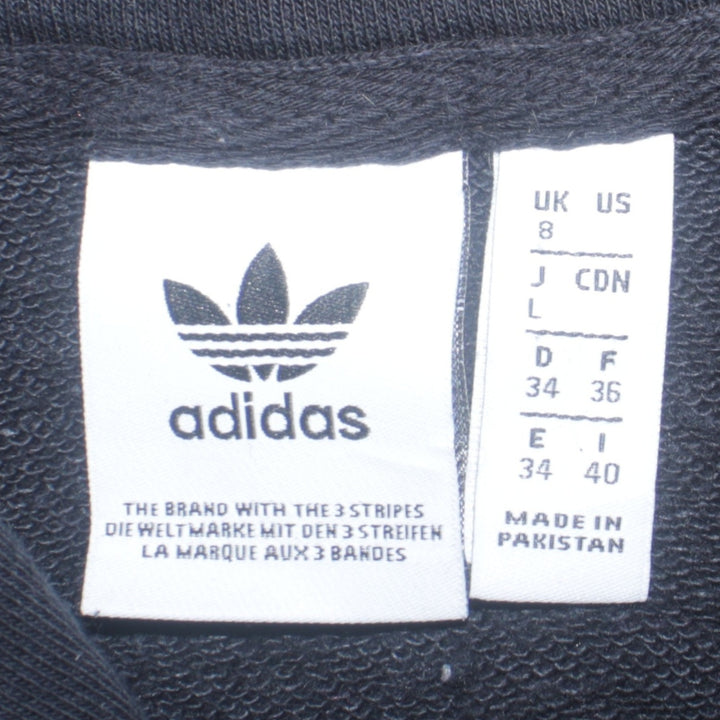 adidas
THE BRAND WITH THE 3 STRIPES
DIE WELTMARKE MIT DEN 3 STREIFEN
LA MARQUE AUX 3 BANDES
UK US
8
J CDN
L
D F
34 36
E I
34 40
MADE IN
PAKISTAN